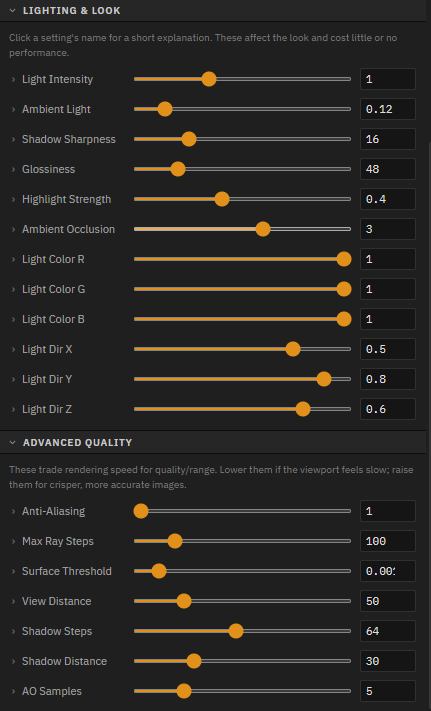 LIGHTING & LOOK
Click a setting's name for a short explanation. These affect the look and cost little or no
performance.
Light Intensity 1
Ambient Light 0.12
Shadow Sharpness 16
Glossiness 48
Highlight Strength 0.4
Ambient Occlusion 3
Light Color R 1
Light Color G 1
Light Color B 1
Light Dir X 0.5
Light Dir Y 0.8
Light Dir Z 0.6
ADVANCED QUALITY
These trade rendering speed for quality/range. Lower them if the viewport feels slow; raise
them for crisper, more accurate images.
Anti-Aliasing 1
Max Ray Steps 100
Surface Threshold
View Distance 50
Shadow Steps 64
Shadow Distance 30
AO Samples 5